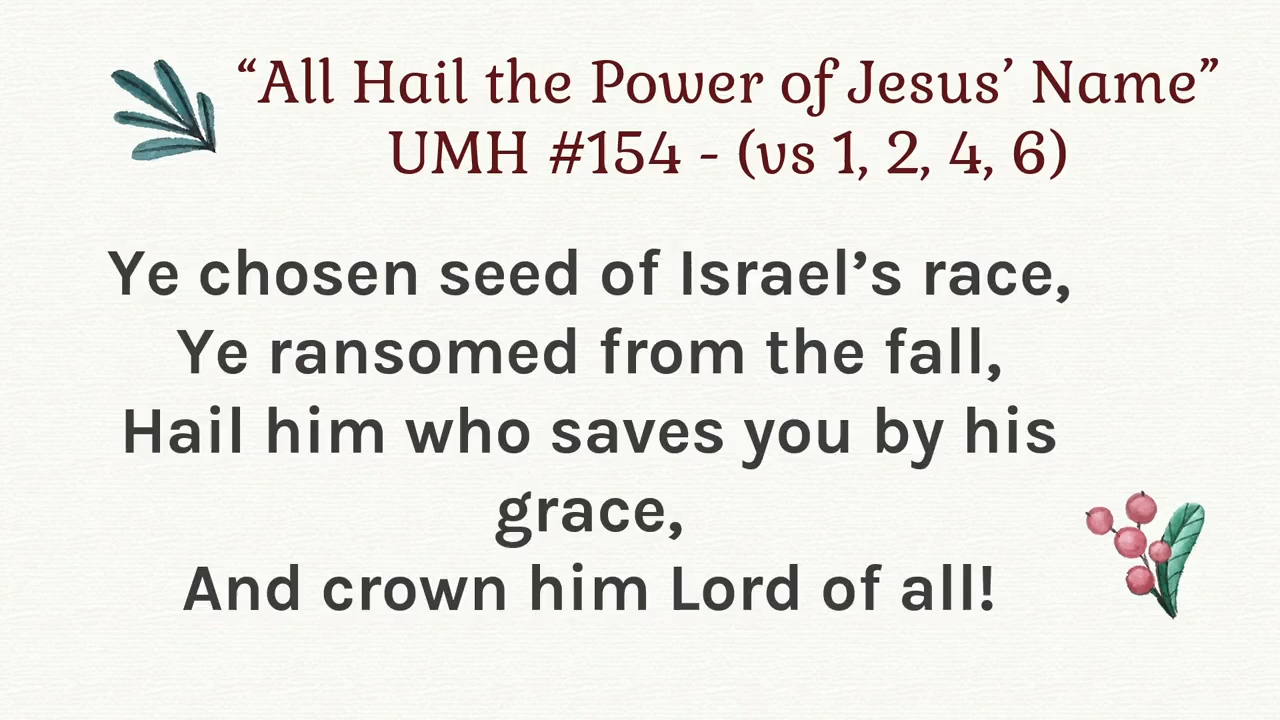 “All Hail the Power of Jesus’ Name”
UMH #154 - (vs 1, 2, 4, 6)
Ye chosen seed of Israel’s race,
Ye ransomed from the fall,
Hail him who saves you by his
grace,
And crown him Lord of all!